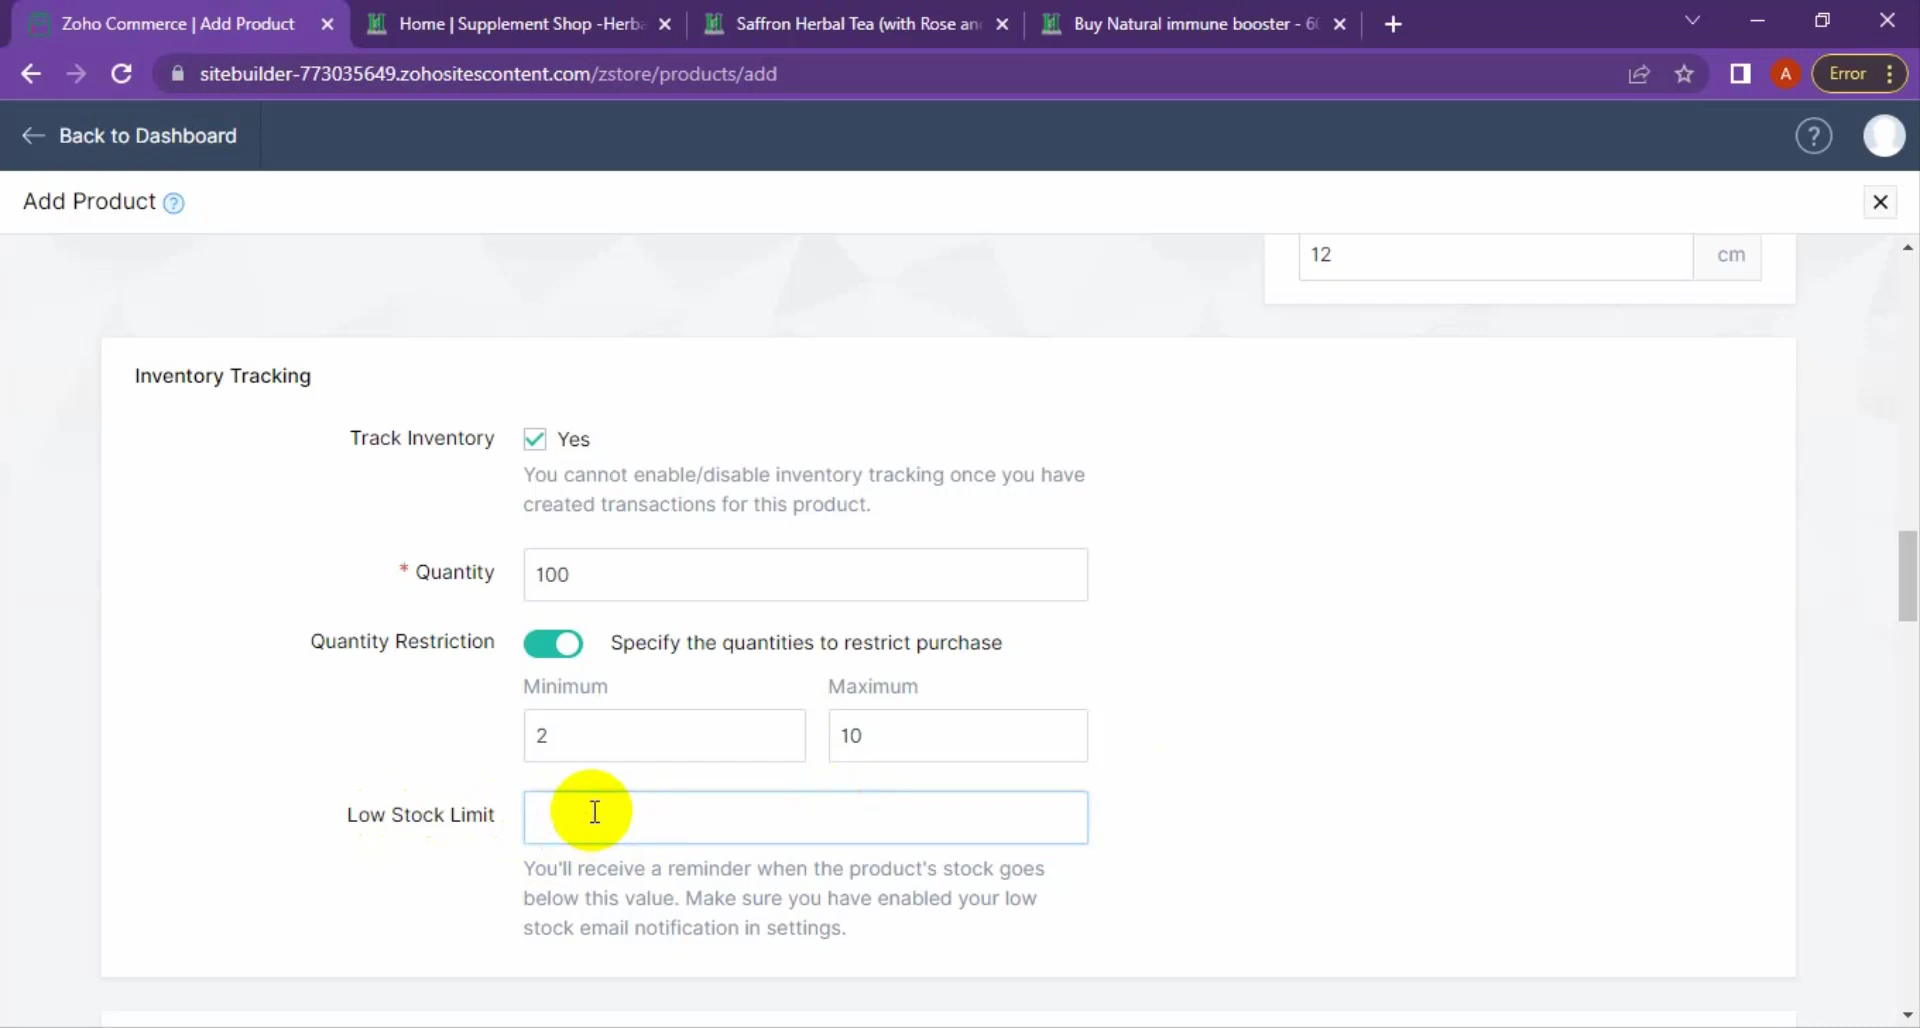 Zoho Commerce | Add Product
Home | Supplement Shop -Herba
Saffron Herbal Tea (with Rose an
Buy Natural immune booster - 60
sitebuilder-773035649.zohositescontent.com/zstore/products/add
A
Error
Back to Dashboard
?
Add Product ?
12
cm
Inventory Tracking
Track Inventory
Yes
You cannot enable/disable inventory tracking once you have
created transactions for this product.
* Quantity
100
Quantity Restriction
Specify the quantities to restrict purchase
Minimum
Maximum
2
10
Low Stock Limit
You'll receive a reminder when the product's stock goes
below this value. Make sure you have enabled your low
stock email notification in settings.